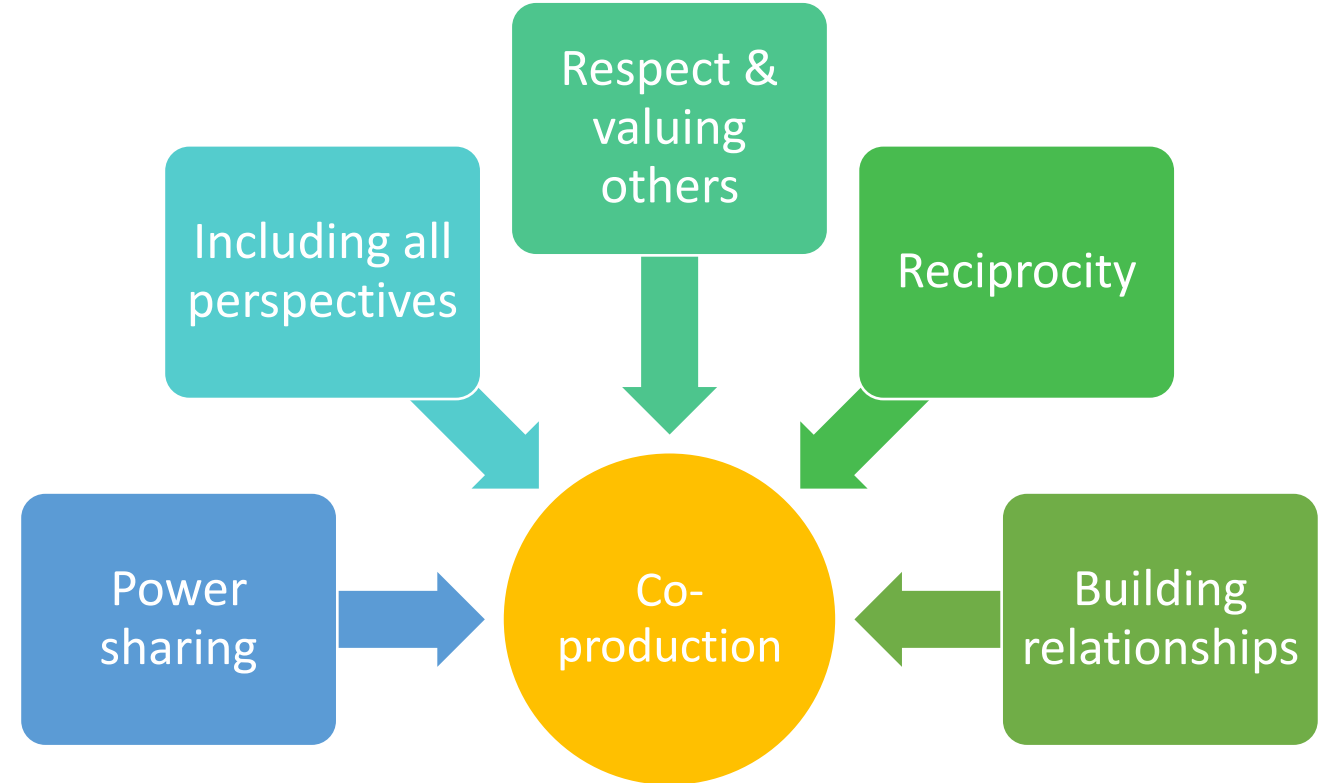 Respect &
valuing
others
Including all
perspectives
Reciprocity
Power
sharing
Co-
production
Building
relationships